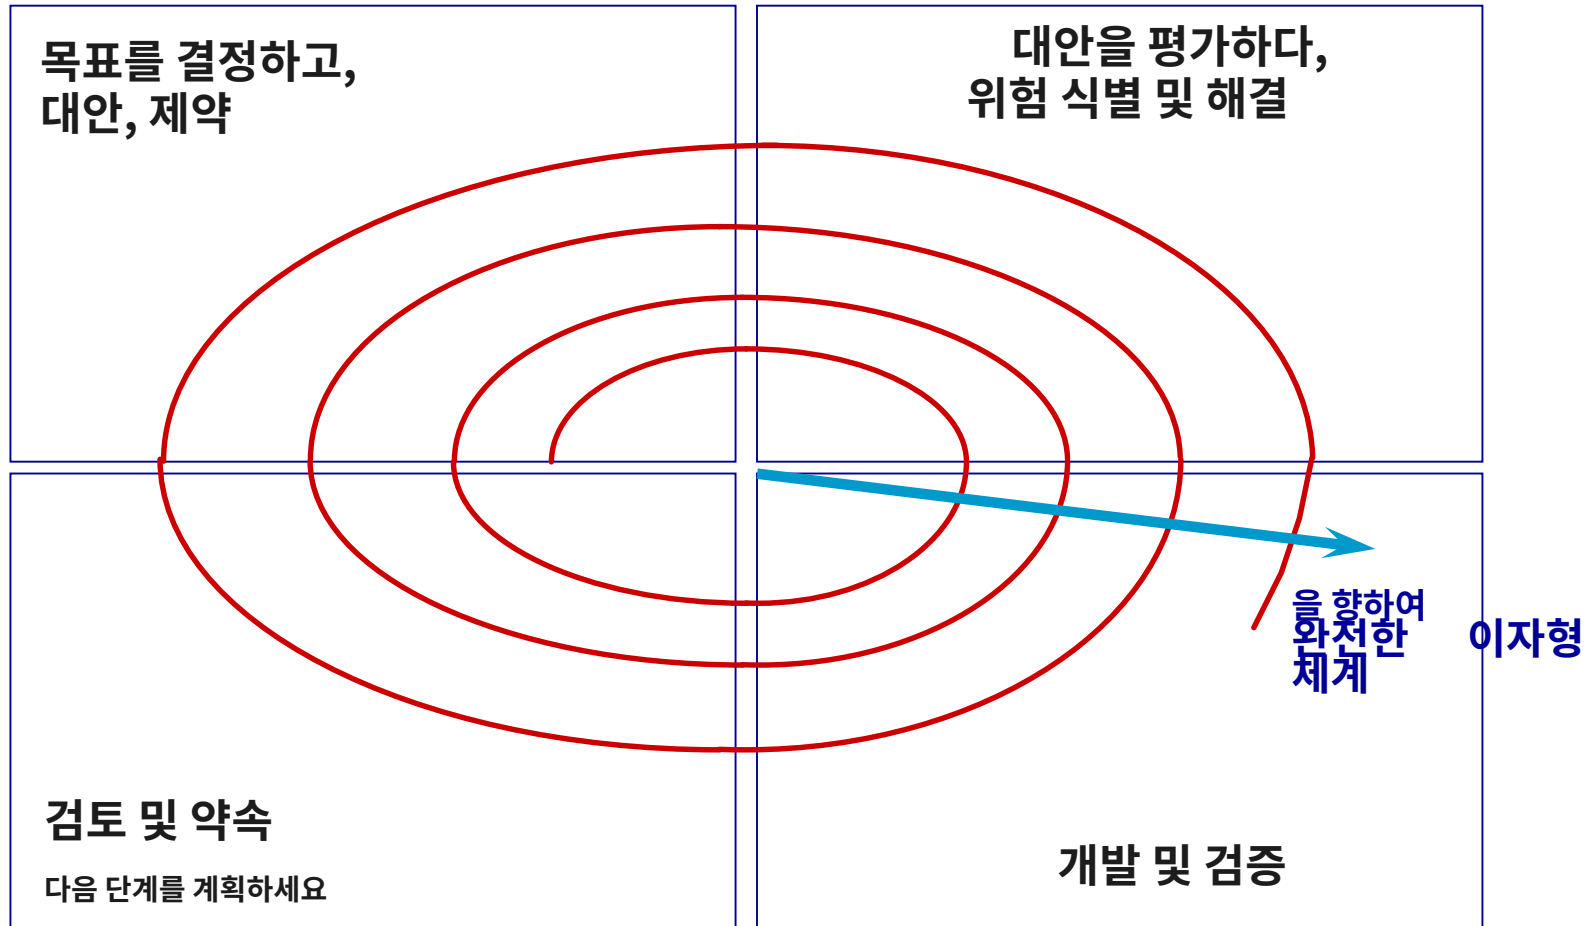 목표를 결정하고,
대안, 제약
대안을 평가하다,
위험 식별 및 해결
을 향하여
완전한 이자형
체계
검토 및 약속
다음 단계를 계획하세요
개발 및 검증